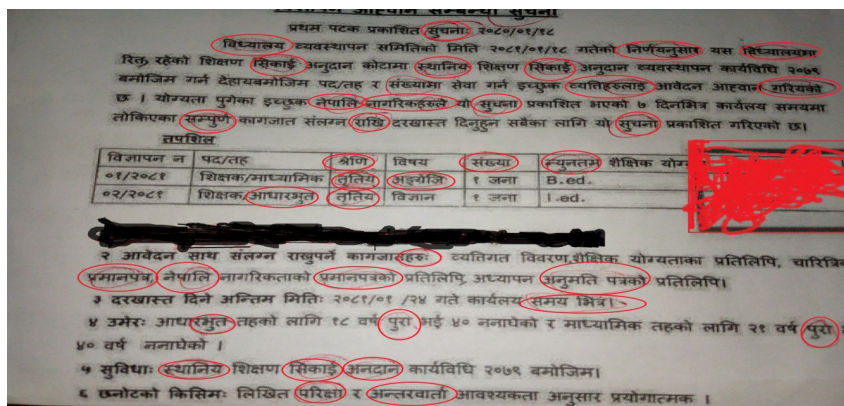 विज्ञापन आह्वान सम्बन्धी सुचना
प्रथम पटक प्रकाशित सुचनाः २०८०/०१/१८
विध्यालय व्यवस्थापन समितिको मिति २०८१/०१/१८ गतेको निर्णयनुसार यस बिध्यालयमा
रित्त रहेको शिक्षण सिकाई अनुदान कोटामा स्थानिय शिक्षण सिकाई अनुदान व्यवस्थापन कार्यविधि २०७९
बमोजिम गर्न देहायबमोजिम पद/तह र संख्यामा सेवा गर्न इच्छुक व्यतिहरुलाई आवेदन आह्वान गरियको
छ । योग्यता पुगेका इच्छुक नेपालि नागरिकहरुले यो सुचना प्रकाशित भएको ७ दिनभित्र कार्यलय समयमा
तोकिएका सम्पुर्ण कागजात संलग्न राखि दरखास्त दिनुहुन सबैका लागि यो सुचना प्रकाशित गरिएको छ।
तपशिल
विज्ञापन न पद/तह श्रेणि विषय संख्या न्युनतम शैक्षिक योग्
०१/२०८१ शिक्षक/माध्यामिक तृतिय अङ्ग्रेजि १ जना B.ed.
०२/२०८१ शिक्षक/आधारभुत तृतिय विज्ञान १ जना I.ed.
२ आवेदन साथ संलग्न राख्नुपर्ने कागजातहरुः व्यतिगत विवरण,शैक्षिक योग्यताका प्रतिलिपि, चारित्रिक
प्रमानपत्र, नेपालि नागरिकताको प्रमानपत्रको प्रतिलिपि, अध्यापन अनुमति पत्रको प्रतिलिपि।
३ दरखास्त दिने अन्तिम मितिः २०८१/०१ /२४ गते कार्यलय समय भित्र।
४ उमेरः आधारभुत तहको लागि १८ वर्ष पुरा भई ४० ननाघेको र माध्यामिक तहको लागि २१ वर्ष पुरो
४० वर्ष ननाघेको ।
५ सुविधाः स्थानिय शिक्षण सिकाई अनदान कार्यविधि २०७९ बमोजिम।
६ छनोटको किसिमः लिखित परिक्षा र अन्तरवार्ता आवश्यकता अनुसार प्रयोगात्मक ।